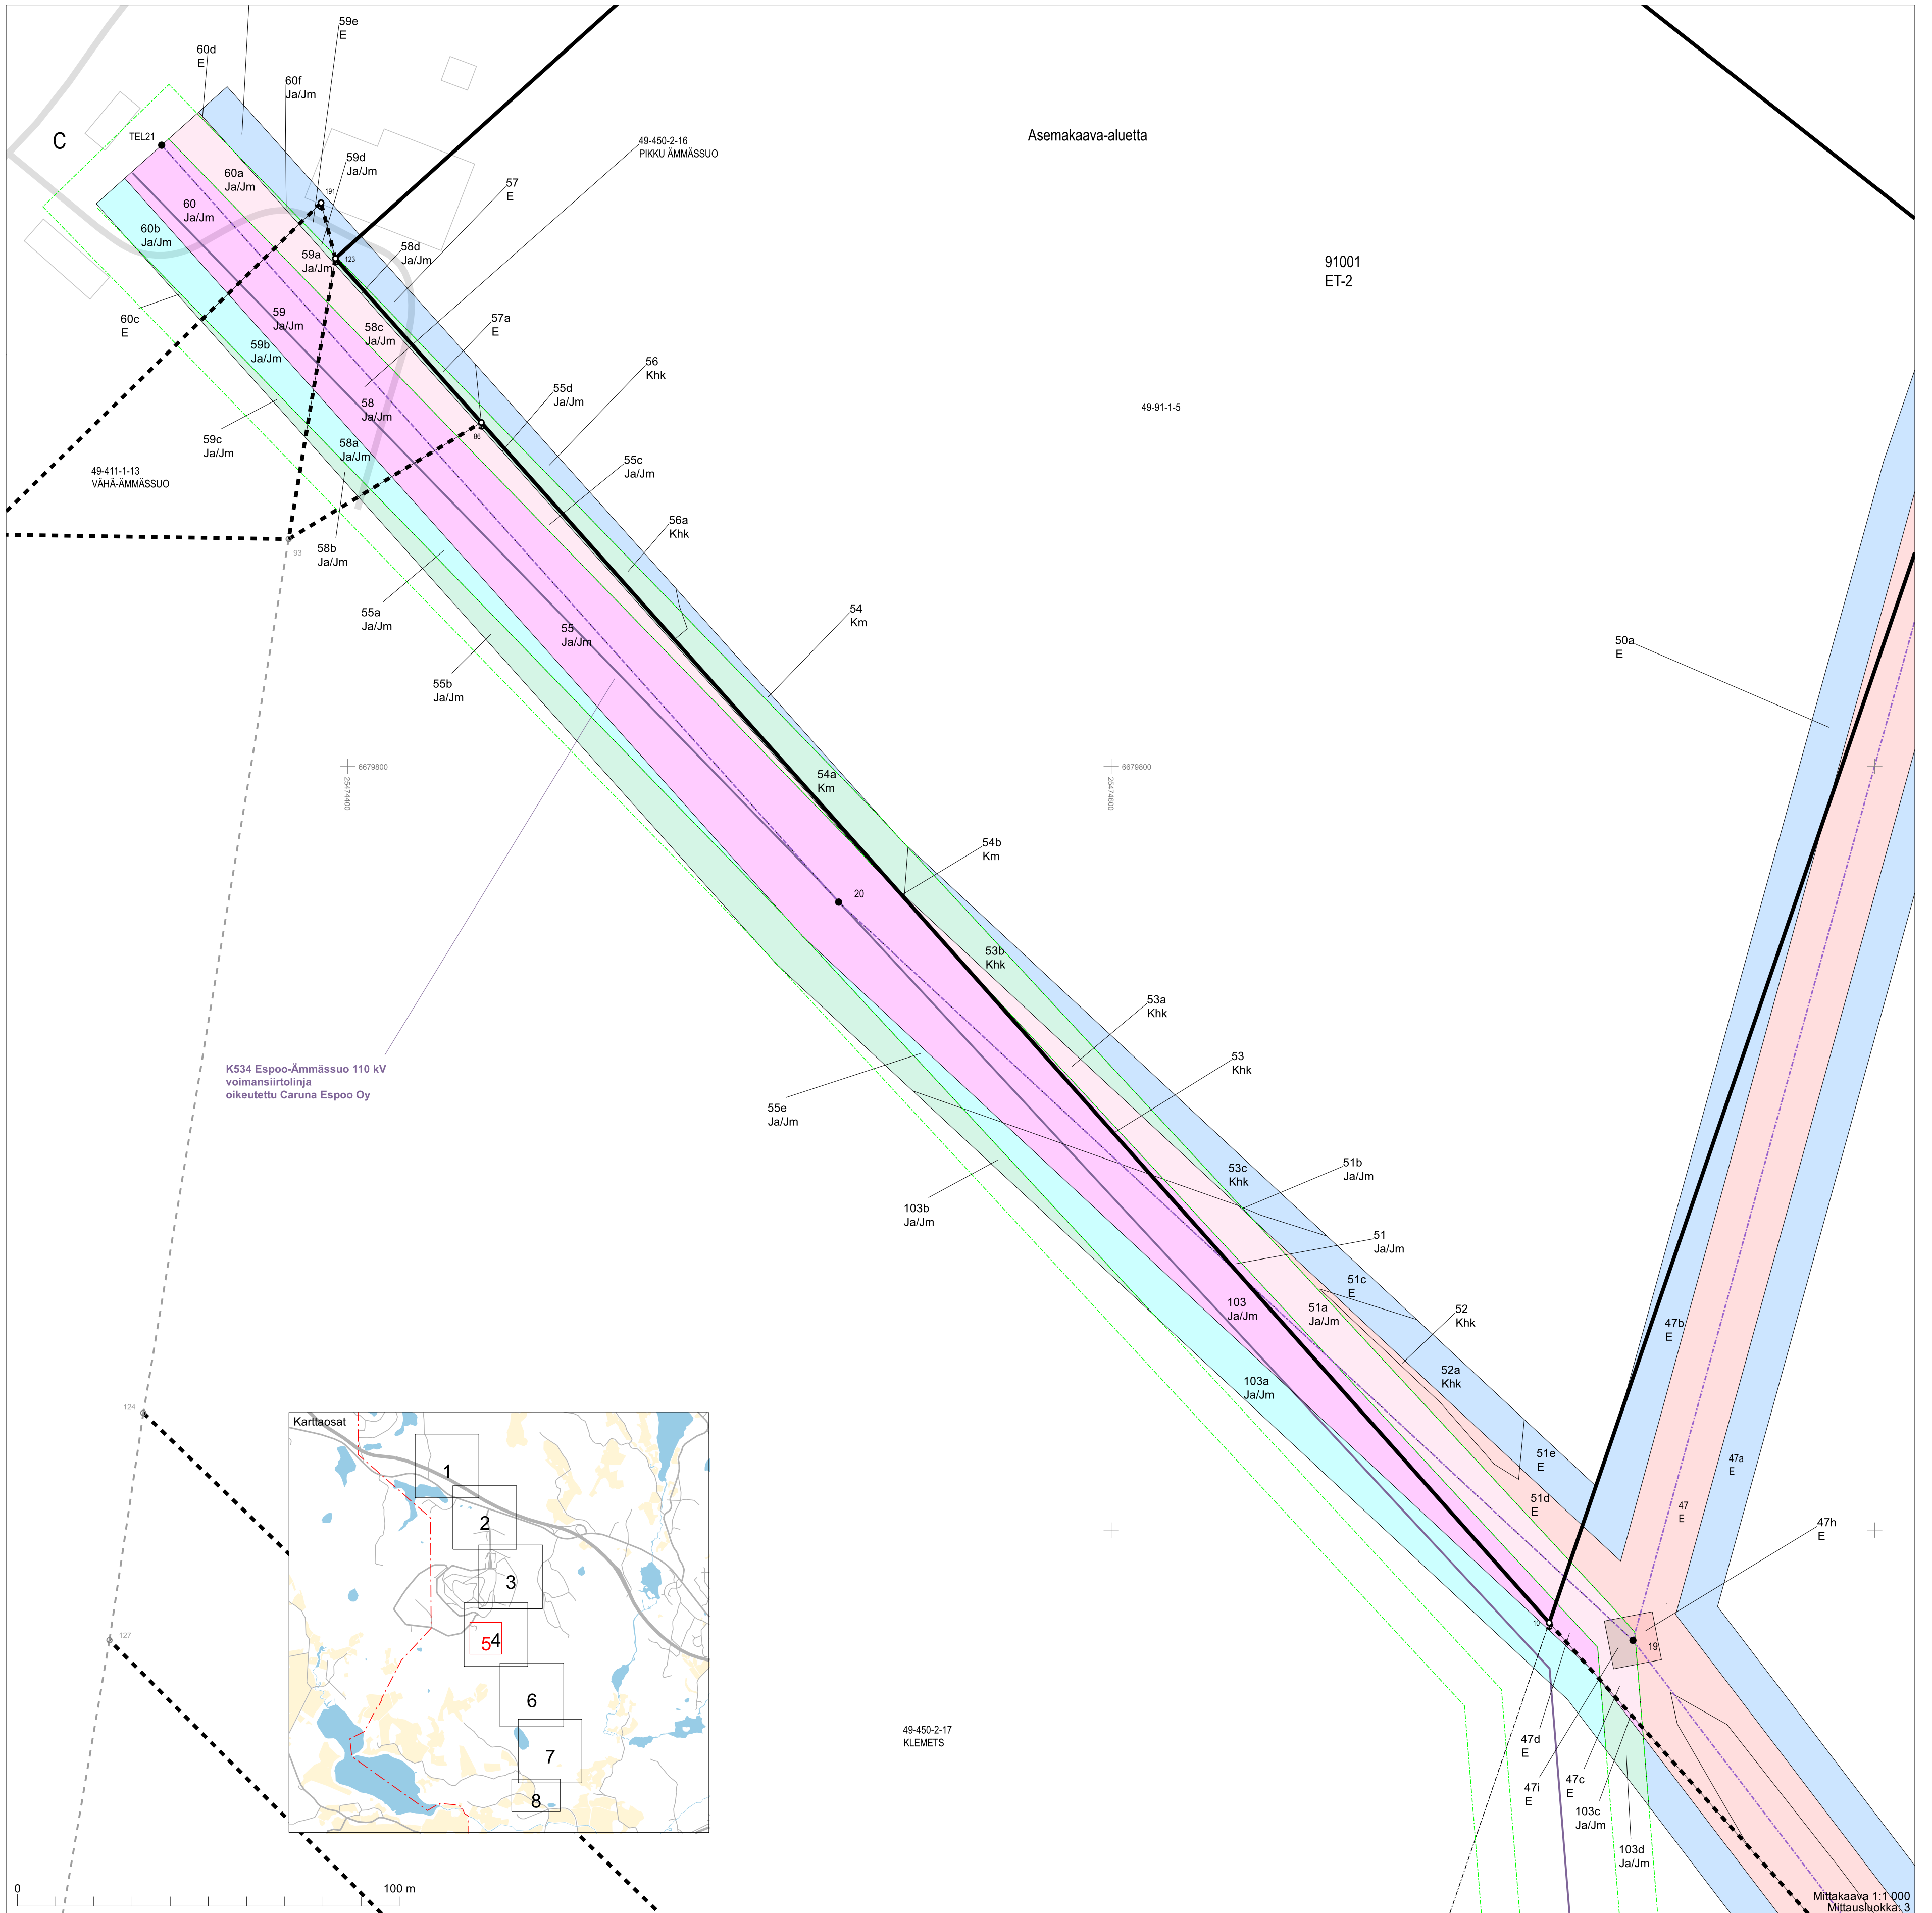 59e
E
60d
E
60f
Ja/Jm
C
TEL21
49-450-2-16
PIKKU ÄMMÄSSUO
Asemakaava-aluetta
59d
Ja/Jm
60a
Ja/Jm
57
E
191
60
Ja/Jm
60b
Ja/Jm
58d
Ja/Jm
59a
Ja/Jm
123
91001
ET-2
60c
E
59
Ja/Jm
57a
E
58c
Ja/Jm
59b
Ja/Jm
56
Khk
55d
Ja/Jm
58
Ja/Jm
49-91-1-5
59c
Ja/Jm
58a
Ja/Jm
86
55c
Ja/Jm
49-411-1-13
VÄHÄ-ÄMMÄSSUO
56a
Khk
93
58b
Ja/Jm
55a
Ja/Jm
54
Km
55
Ja/Jm
50a
E
55b
Ja/Jm
6679800
25474400
54a
Km
6679800
25474600
54b
Km
20
53b
Khk
53a
Khk
K534 Espoo-Ämmässuo 110 kV
voimansiirtolinja
oikeutettu Caruna Espoo Oy
53
Khk
55e
Ja/Jm
53c
Khk
51b
Ja/Jm
103b
Ja/Jm
51
Ja/Jm
51c
E
103
Ja/Jm
51a
Ja/Jm
52
Khk
47b
E
103a
Ja/Jm
52a
Khk
124
Karttaosat
1
2
3
4
5
6
7
8
51e
E
47a
E
51d
E
47
E
47h
E
127
10
19
49-450-2-17
KLEMETS
47d
E
47i
E
47c
E
103c
Ja/Jm
103d
Ja/Jm
0
100 m
Mittakaava 1:1 000
Mittausluokka: 3